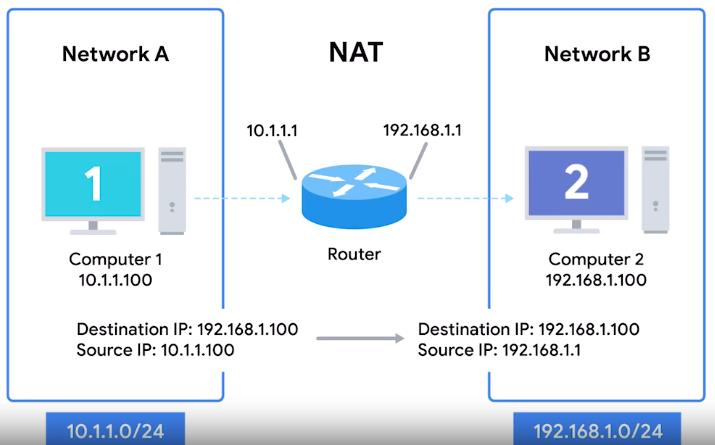 Network A
NAT
Network B
10.1.1.1
192.168.1.1
1
2
Router
Computer 1
10.1.1.100
Computer 2
192.168.1.100
Destination IP: 192.168.1.100
Source IP: 10.1.1.100
Destination IP: 192.168.1.100
Source IP: 192.168.1.1
10.1.1.0/24
192.168.1.0/24